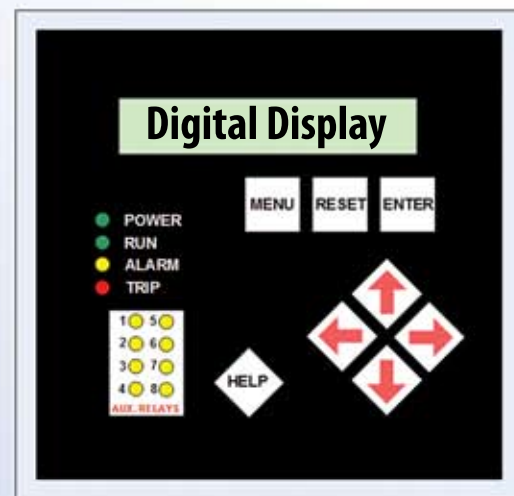 Digital Display
MENU RESET ENTER
POWER
RUN
ALARM
TRIP
1 5
2 6
3 7
4 8
AUX. RELAYS
HELP